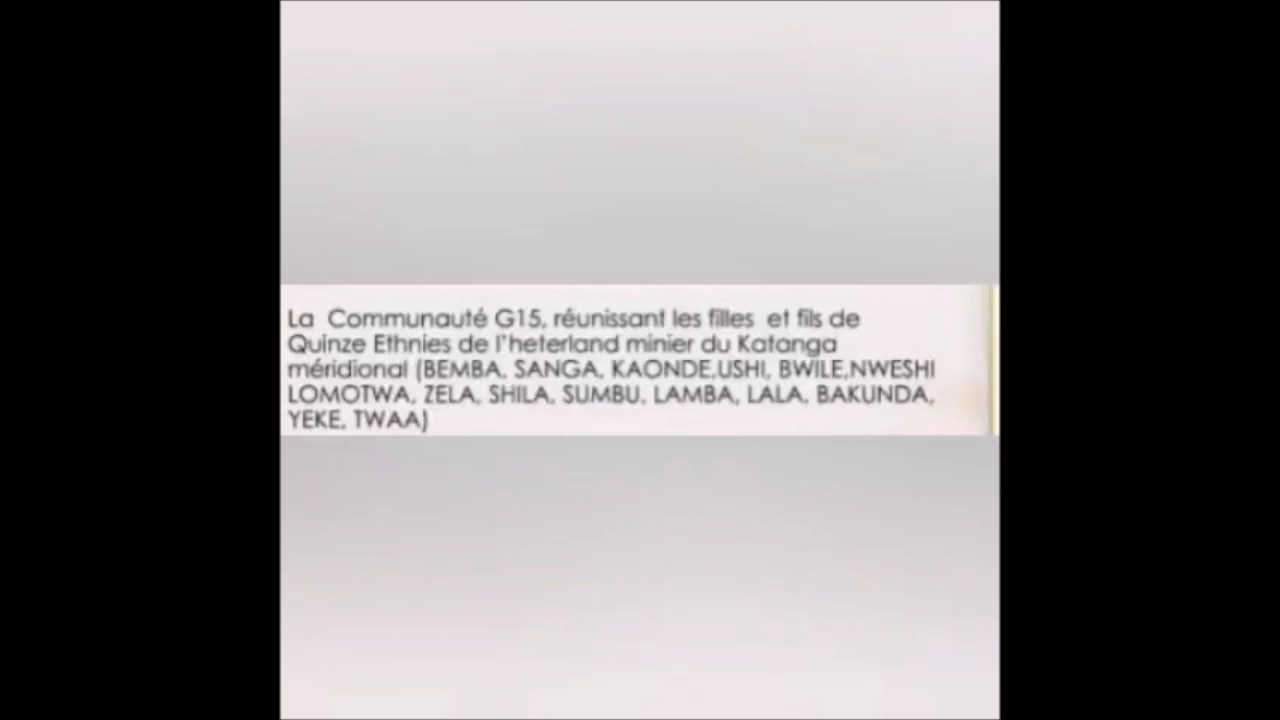 La Communauté G15, réunissant les filles et fils de
Quinze Ethnies de l'heterland minier du Katanga
méridional (BEMBA, SANGA, KAONDE,USHI, BWILE,NWESHI
LOMOTWA, ZELA, SHILA, SUMBU, LAMBA, LALA, BAKUNDA,
YEKE, TWAA)